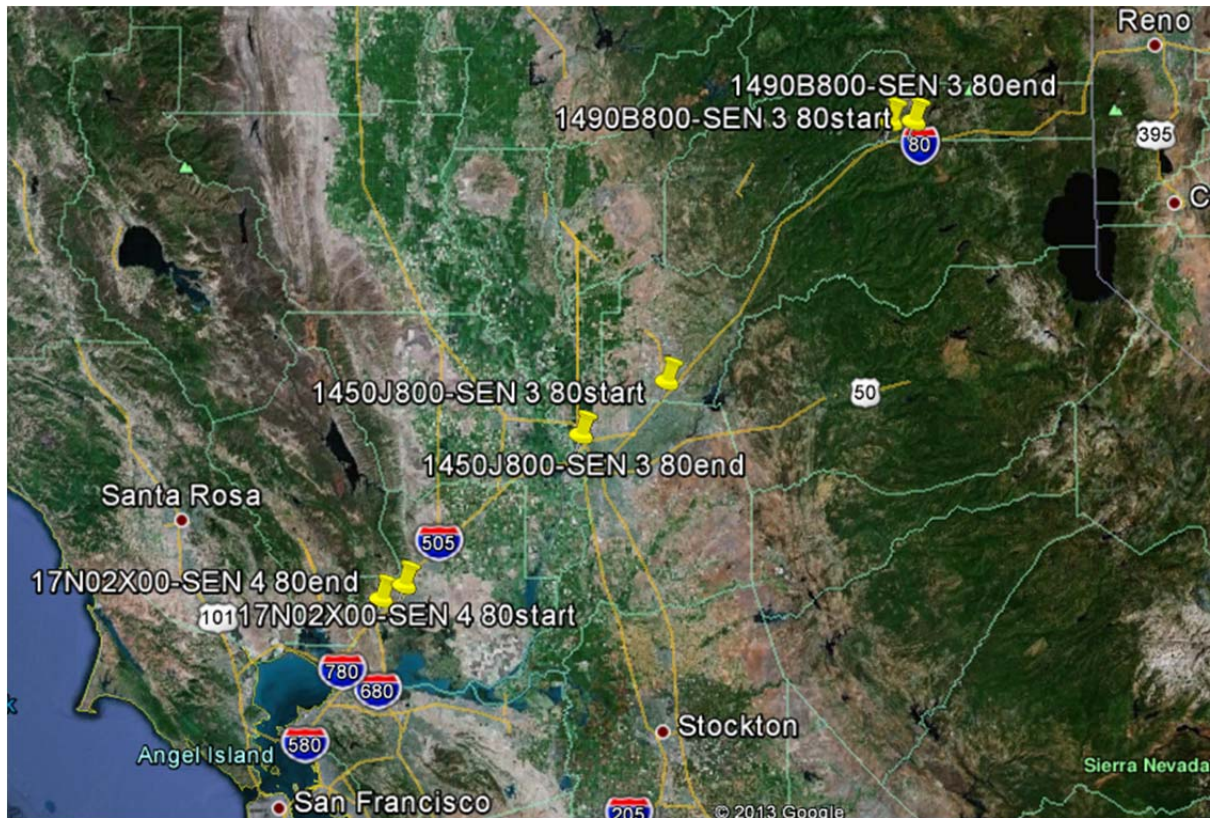 Reno
1490B800-SEN 3 80end
1490B800-SEN 3 80start
80
395
C
1450J800-SEN 3 80start
50
1450J800-SEN 3 80end
Santa Rosa
505
17N02X00-SEN 4 80end
101
17N02X00-SEN 4 80start
780
680
Stockton
580
Angel Island
Sierra Nevada
San Francisco
205
© 2013 Google